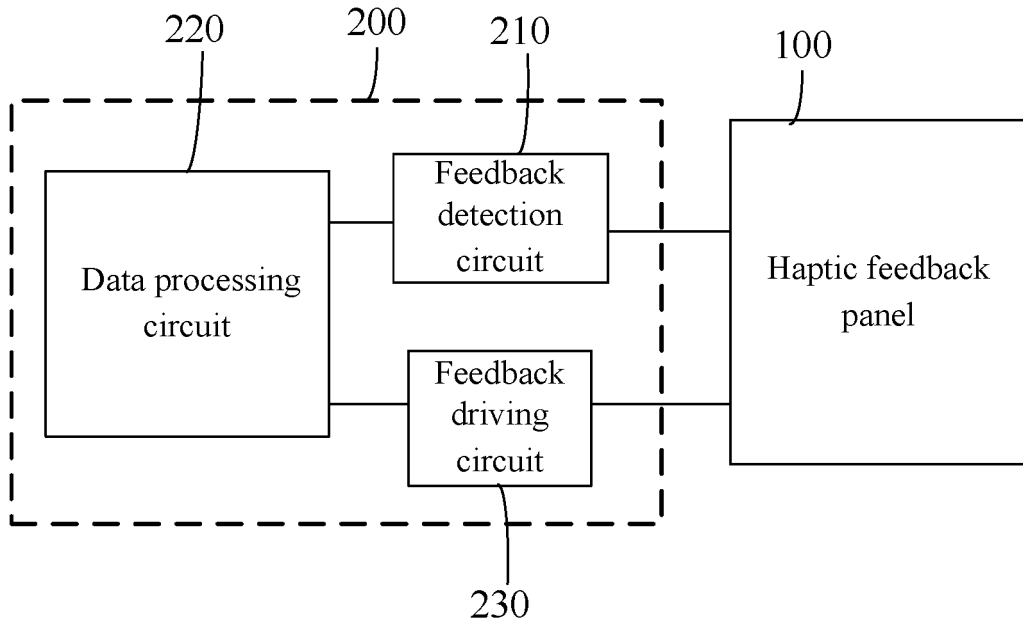 220
200
210
100
Feedback
detection
circuit
Data processing
circuit
Haptic feedback
panel
Feedback
driving
circuit
230